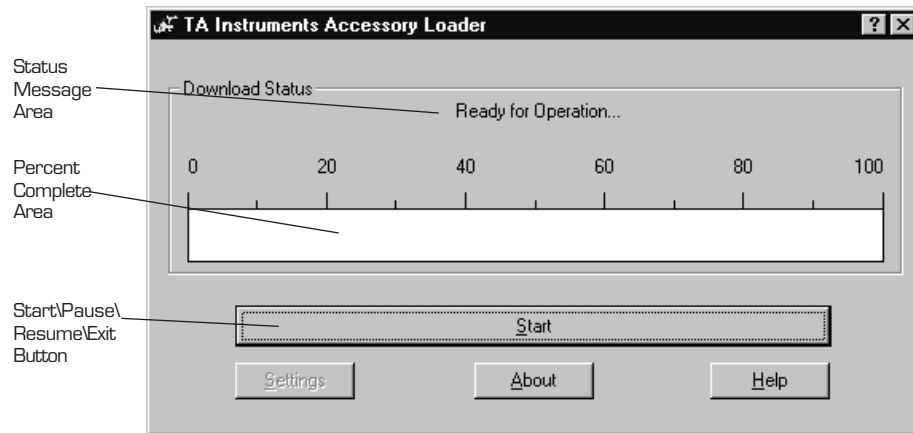 TA Instruments Accessory Loader
? X
Status
Message
Area
Download Status
Ready for Operation...
Percent
Complete
Area
0 20 40 60 80 100
Start\Pause\
Resume\Exit
Button
Start
Settings About Help